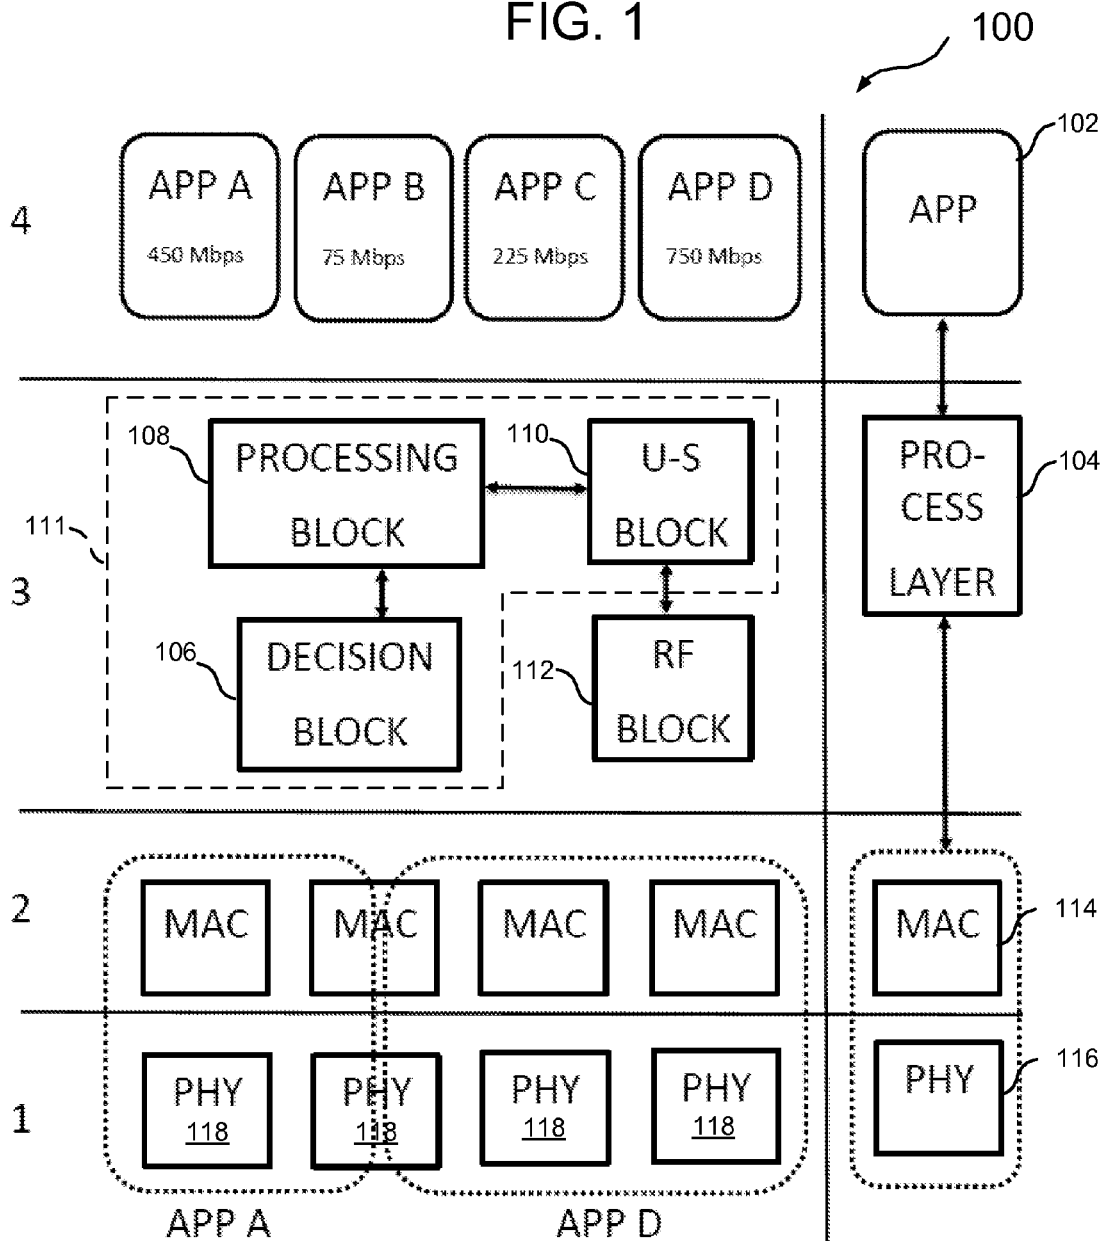 FIG. 1
100
102
APP A
APP B
APP C
APP D
APP
4
450 Mbps
75 Mbps
225 Mbps
750 Mbps
108
PROCESSING
BLOCK
110
U-S
BLOCK
PRO-
CESS
LAYER
104
111
3
106
DECISION
BLOCK
112
RF
BLOCK
2
MAC
MAC
MAC
MAC
MAC
114
1
PHY
118
PHY
118
PHY
118
PHY
118
PHY
116
APP A
APP D